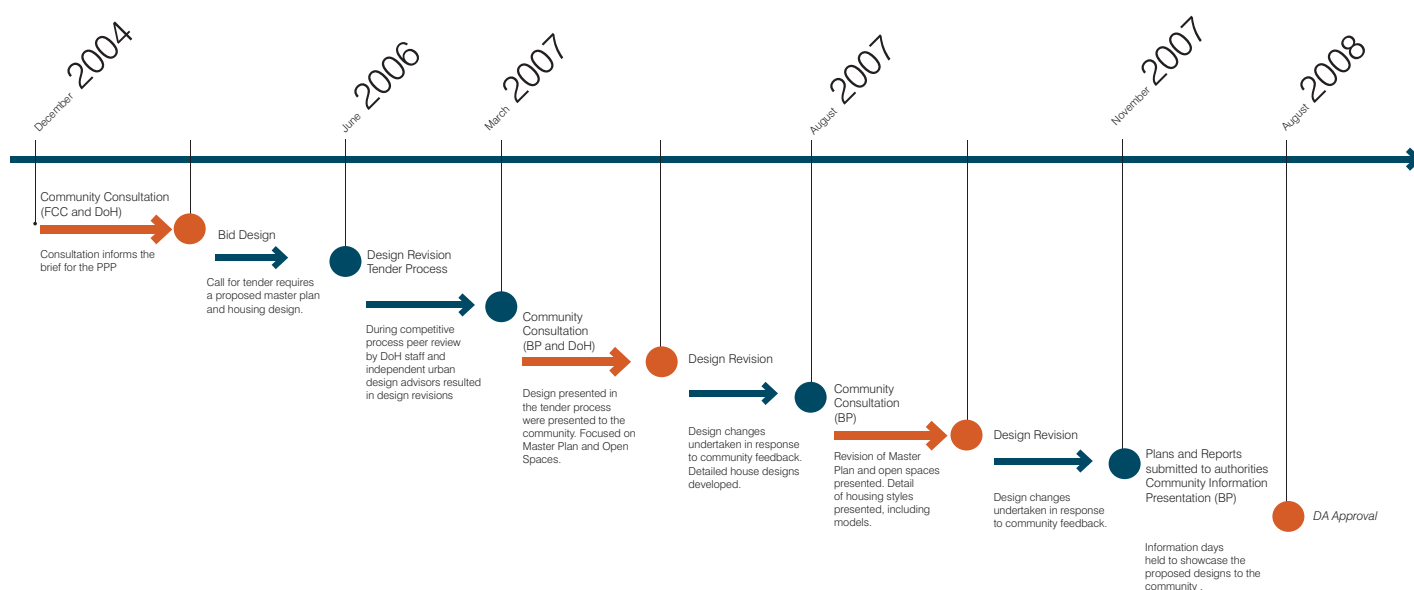 December 2004
June 2006
March 2007
August 2007
November 2007
August 2008
Community Consultation
(FCC and DoH)
Consultation informs the
brief for the PPP
Bid Design
Call for tender requires
a proposed master plan
and housing design.
Design Revision
Tender Process
During competitive
process peer review
by DoH staff and
independent urban
design advisors resulted
in design revisions
Community
Consultation
(BP and DoH)
Design presented in
the tender process
were presented to the
community. Focused on
Master Plan and Open
Spaces.
Design Revision
Design changes
undertaken in response
to community feedback.
Detailed house designs
developed.
Community
Consultation
(BP)
Revision of Master
Plan and open spaces
presented. Detail
of housing styles
presented, including
models.
Design Revision
Design changes
undertaken in response
to community feedback.
Plans and Reports
submitted to authorities
Community Information
Presentation (BP)
Information days
held to showcase the
proposed designs to the
community .
DA Approval